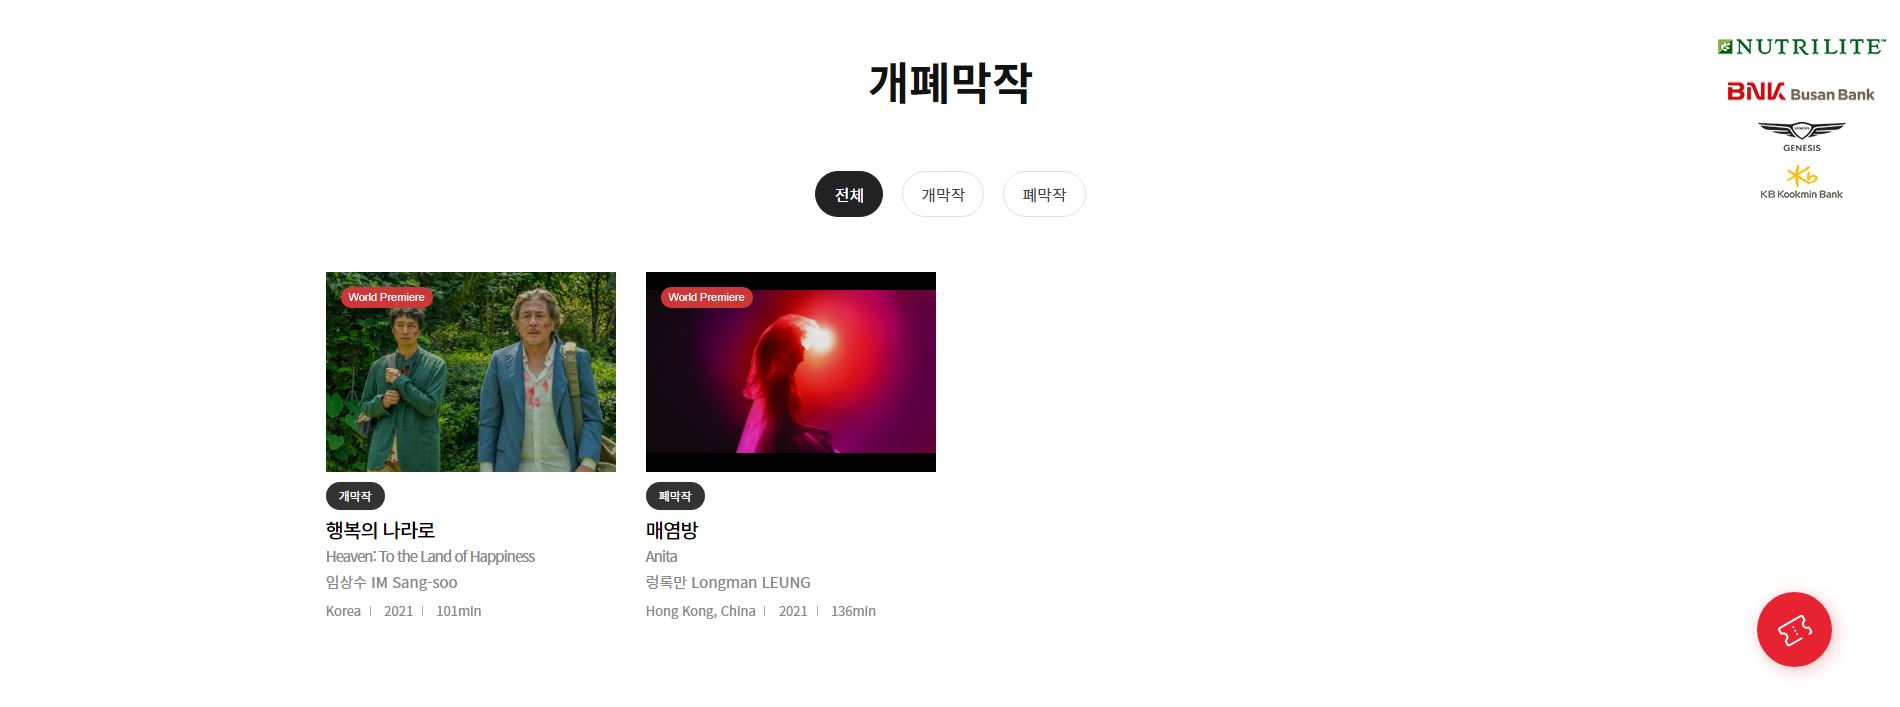 NUTRILITE™
BNK Busan Bank
GENESIS
GENESIS
KB Kookmin Bank
개폐막작
전체
개막작
폐막작
World Premiere
개막작
행복의 나라로
Heaven: To the Land of Happiness
임상수 IM Sang-soo
Korea | 2021 | 101min
World Premiere
폐막작
매염방
Anita
렁록만 Longman LEUNG
Hong Kong, China | 2021 | 136min